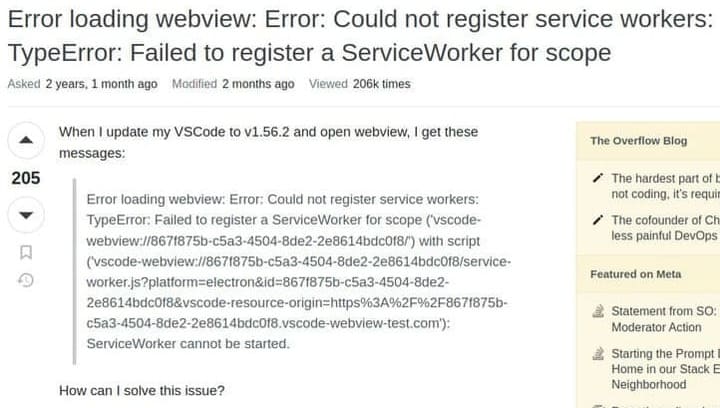 Error loading webview: Error: Could not register service workers:
TypeError: Failed to register a ServiceWorker for scope
Asked 2 years, 1 month ago Modified 2 months ago Viewed 206k times
205
When I update my VSCode to v1.56.2 and open webview, I get these
messages:
Error loading webview: Error: Could not register service workers:
TypeError: Failed to register a ServiceWorker for scope ('vscode-
webview://867f875b-c5a3-4504-8de2-2e8614bdc0f8/') with script
('vscode-webview://867f875b-c5a3-4504-8de2-2e8614bdc0f8/service-
worker.js?platform=electron&id=867f875b-c5a3-4504-8de2-
2e8614bdc0f8&vscode-resource-origin=https%3A%2F%2F867f875b-
c5a3-4504-8de2-2e8614bdc0f8.vscode-webview-test.com'):
ServiceWorker cannot be started.
How can I solve this issue?
The Overflow Blog
The hardest part of b
not coding, it's requir
The cofounder of Ch
less painful DevOps
Featured on Meta
Statement from SO:
Moderator Action
Starting the Prompt
Home in our Stack E
Neighborhood